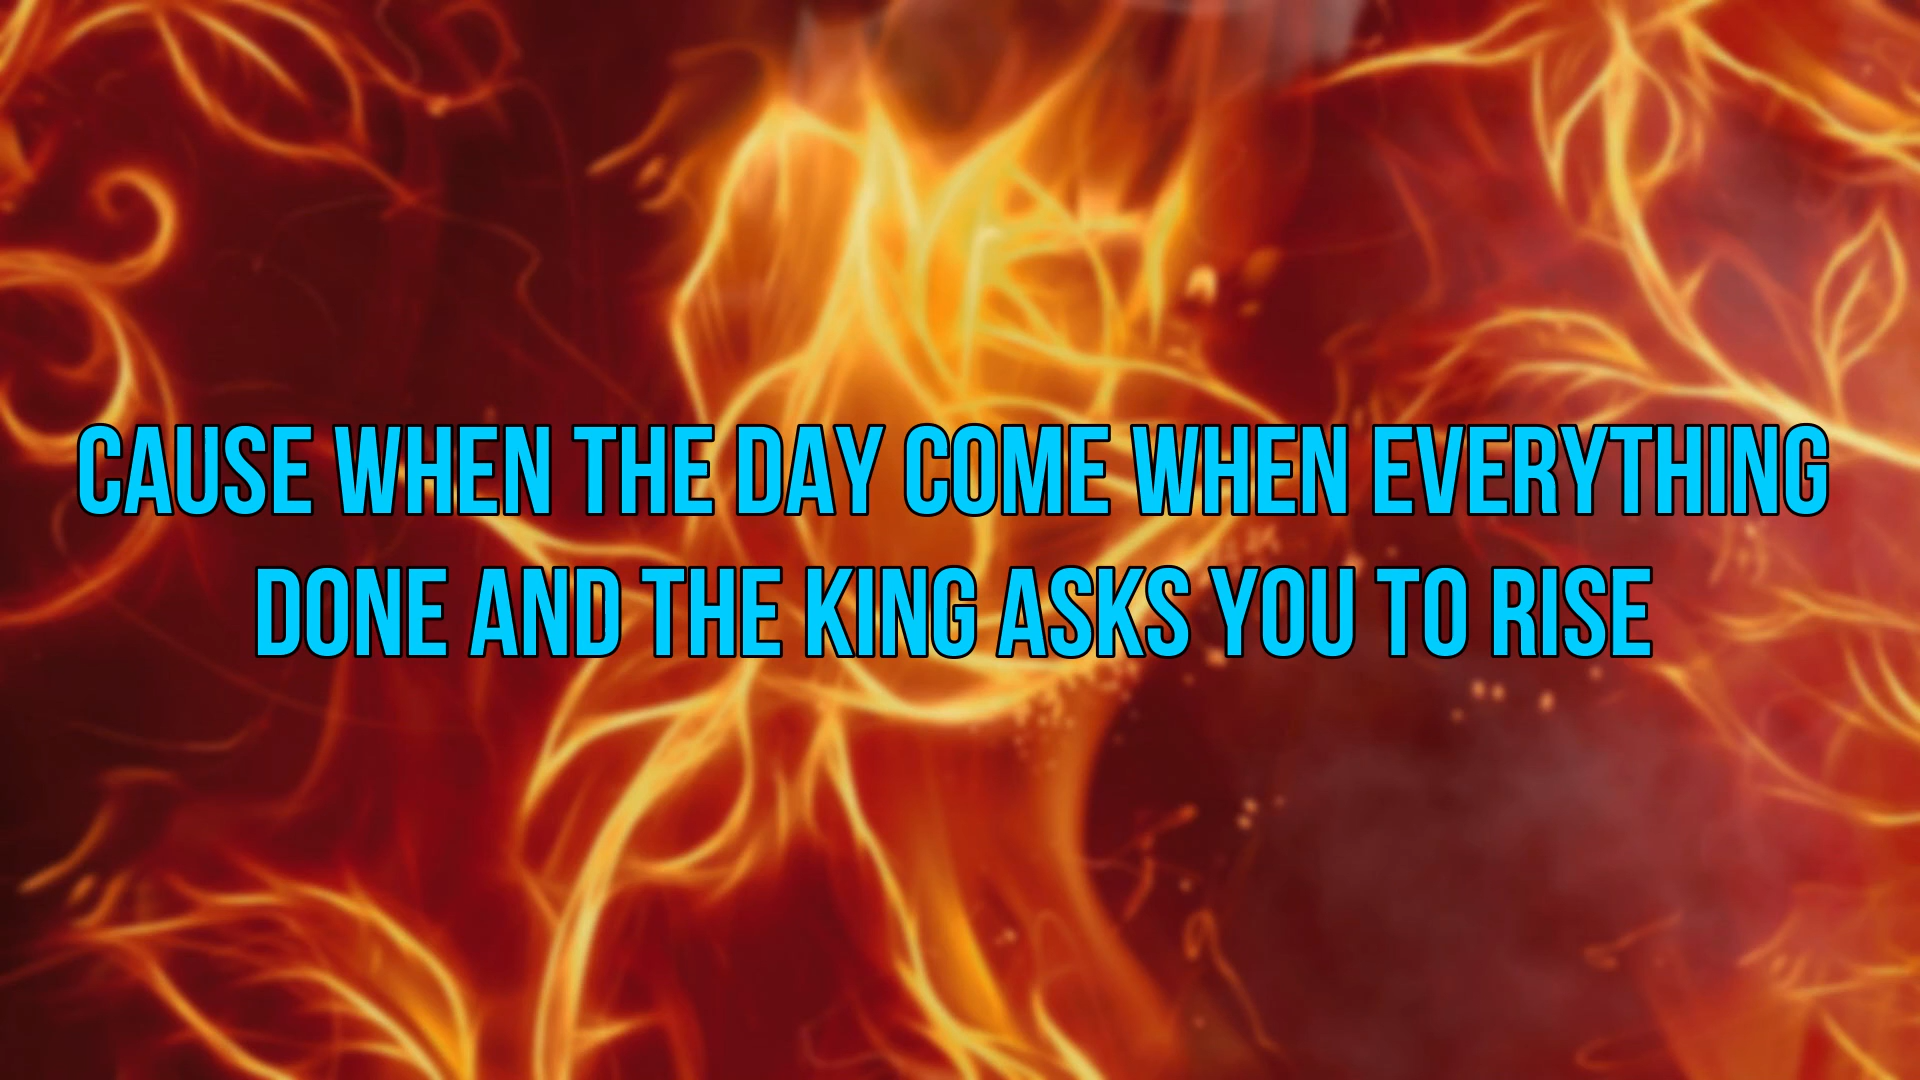 CAUSE WHEN THE DAY COME WHEN EVERYTHING
DONE AND THE KING ASKS YOU TO RISE